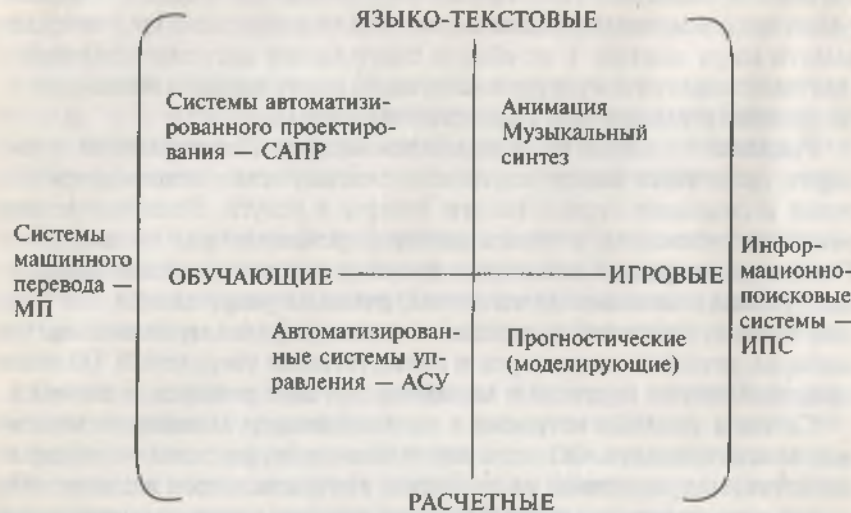 ЯЗЫКО-ТЕКСТОВЫЕ
Системы автоматизи-
рованного проектиро-
вания — САПР
Анимация
Музыкальный
синтез
Системы
машинного
перевода —
МП
ОБУЧАЮЩИЕ
ИГРОВЫЕ
Инфор-
мационно-
поисковые
системы —
ИПС
Автоматизирован-
ные системы уп-
равления — АСУ
Прогностические
(моделирующие)
РАСЧЕТНЫЕ